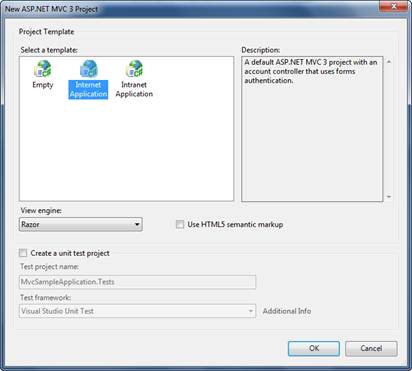 New ASP.NET MVC 3 Project
Project Template
Select a template:
Description:
Empty
Internet
Application
Intranet
Application
A default ASP.NET MVC 3 project with an
account controller that uses forms
authentication.
View engine:
Razor
Use HTML5 semantic markup
Create a unit test project
Test project name:
MvcSampleApplication.Tests
Test framework:
Visual Studio Unit Test
Additional Info
OK
Cancel